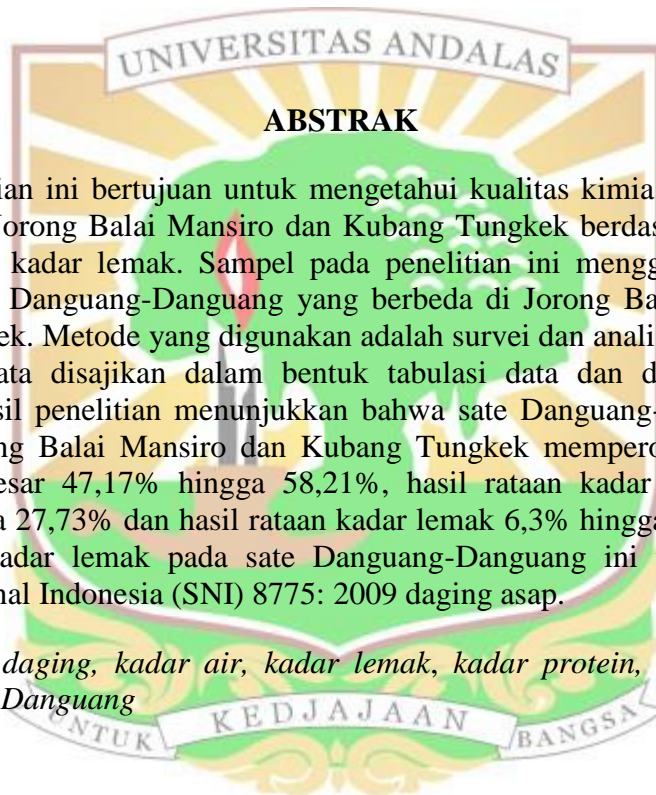 UNIVERSITAS ANDALAS
ABSTRAK
ian ini bertujuan untuk mengetahui kualitas kimia
Jorong Balai Mansiro dan Kubang Tungkek berdas
kadar lemak. Sampel pada penelitian ini mengg
Danguang-Danguang yang berbeda di Jorong Ba
ek. Metode yang digunakan adalah survei dan anali
ata disajikan dalam bentuk tabulasi data dan d
sil penelitian menunjukkan bahwa sate Danguang-
ng Balai Mansiro dan Kubang Tungkek mempero
esar 47,17% hingga 58,21%, hasil rataan kadar
a 27,73% dan hasil rataan kadar lemak 6,3% hingga
adar lemak pada sate Danguang-Danguang ini
nal Indonesia (SNI) 8775: 2009 daging asap.
daging, kadar air, kadar lemak, kadar protein,
Danguang
UNTUK KEDJAJAAN BANGSA